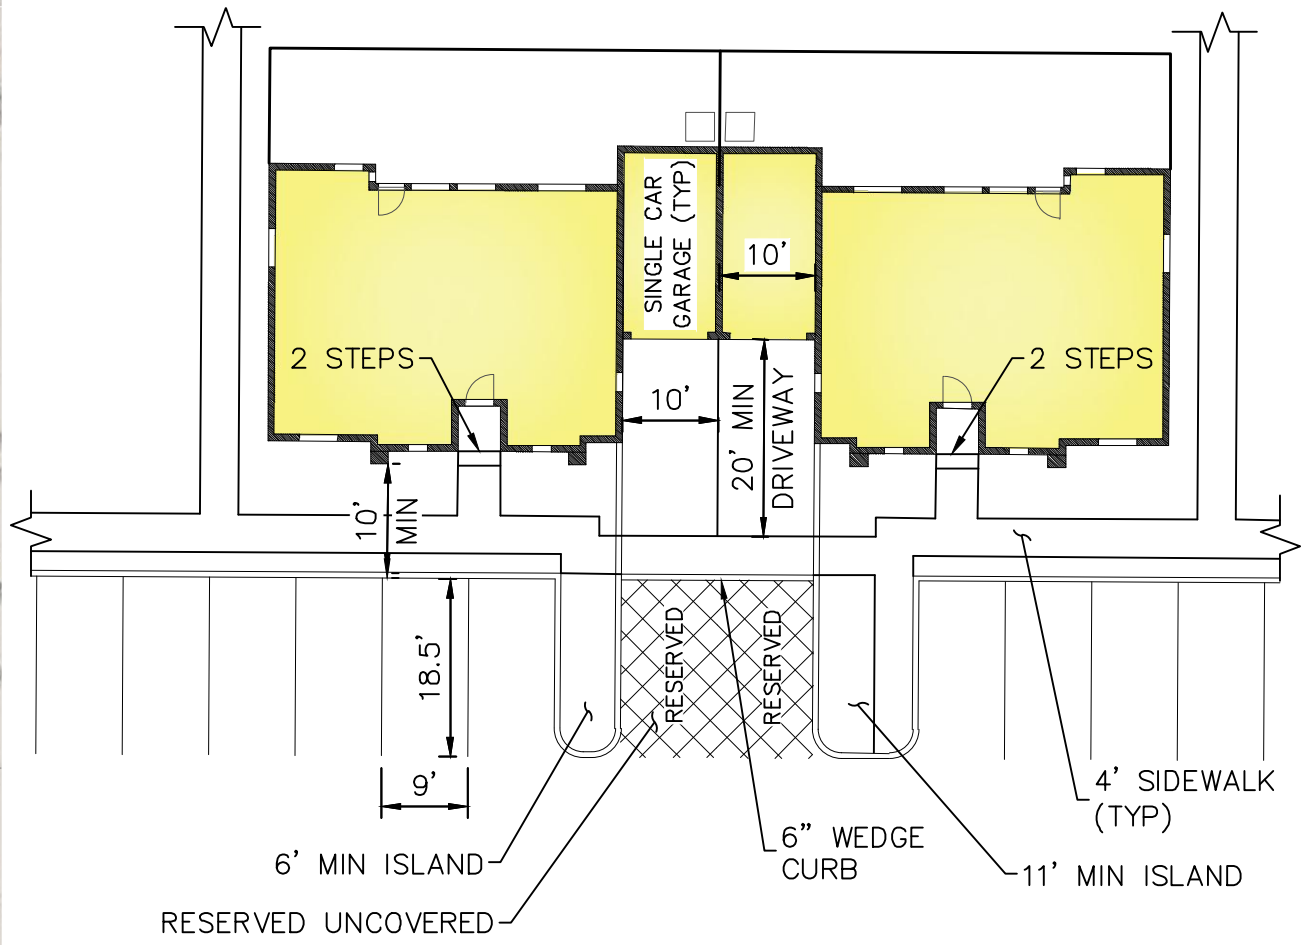 SINGLE CAR
GARAGE (TYP)
10'
2 STEPS
2 STEPS
10'
20' MIN
DRIVEWAY
10'
MIN
18.5'
RESERVED
RESERVED
9'
4' SIDEWALK
(TYP)
6' MIN ISLAND
6” WEDGE
CURB
11' MIN ISLAND
RESERVED UNCOVERED